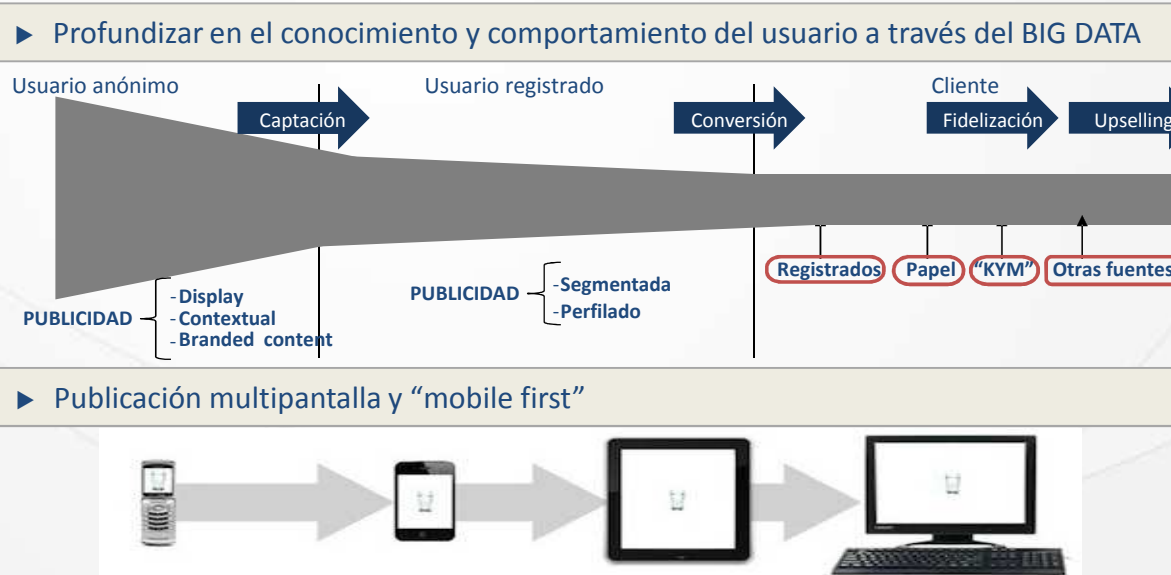 Profundizar en el conocimiento y comportamiento del usuario a través del BIG DATA
Usuario anónimo
Usuario registrado
Cliente
Captación
Conversión
Fidelización
Upselling
Registrados
Papel
“KYM”
Otras fuentes
PUBLICIDAD
-Display
-Contextual
-Branded content
PUBLICIDAD
-Segmentada
-Perfilado
Publicación multipantalla y “mobile first”